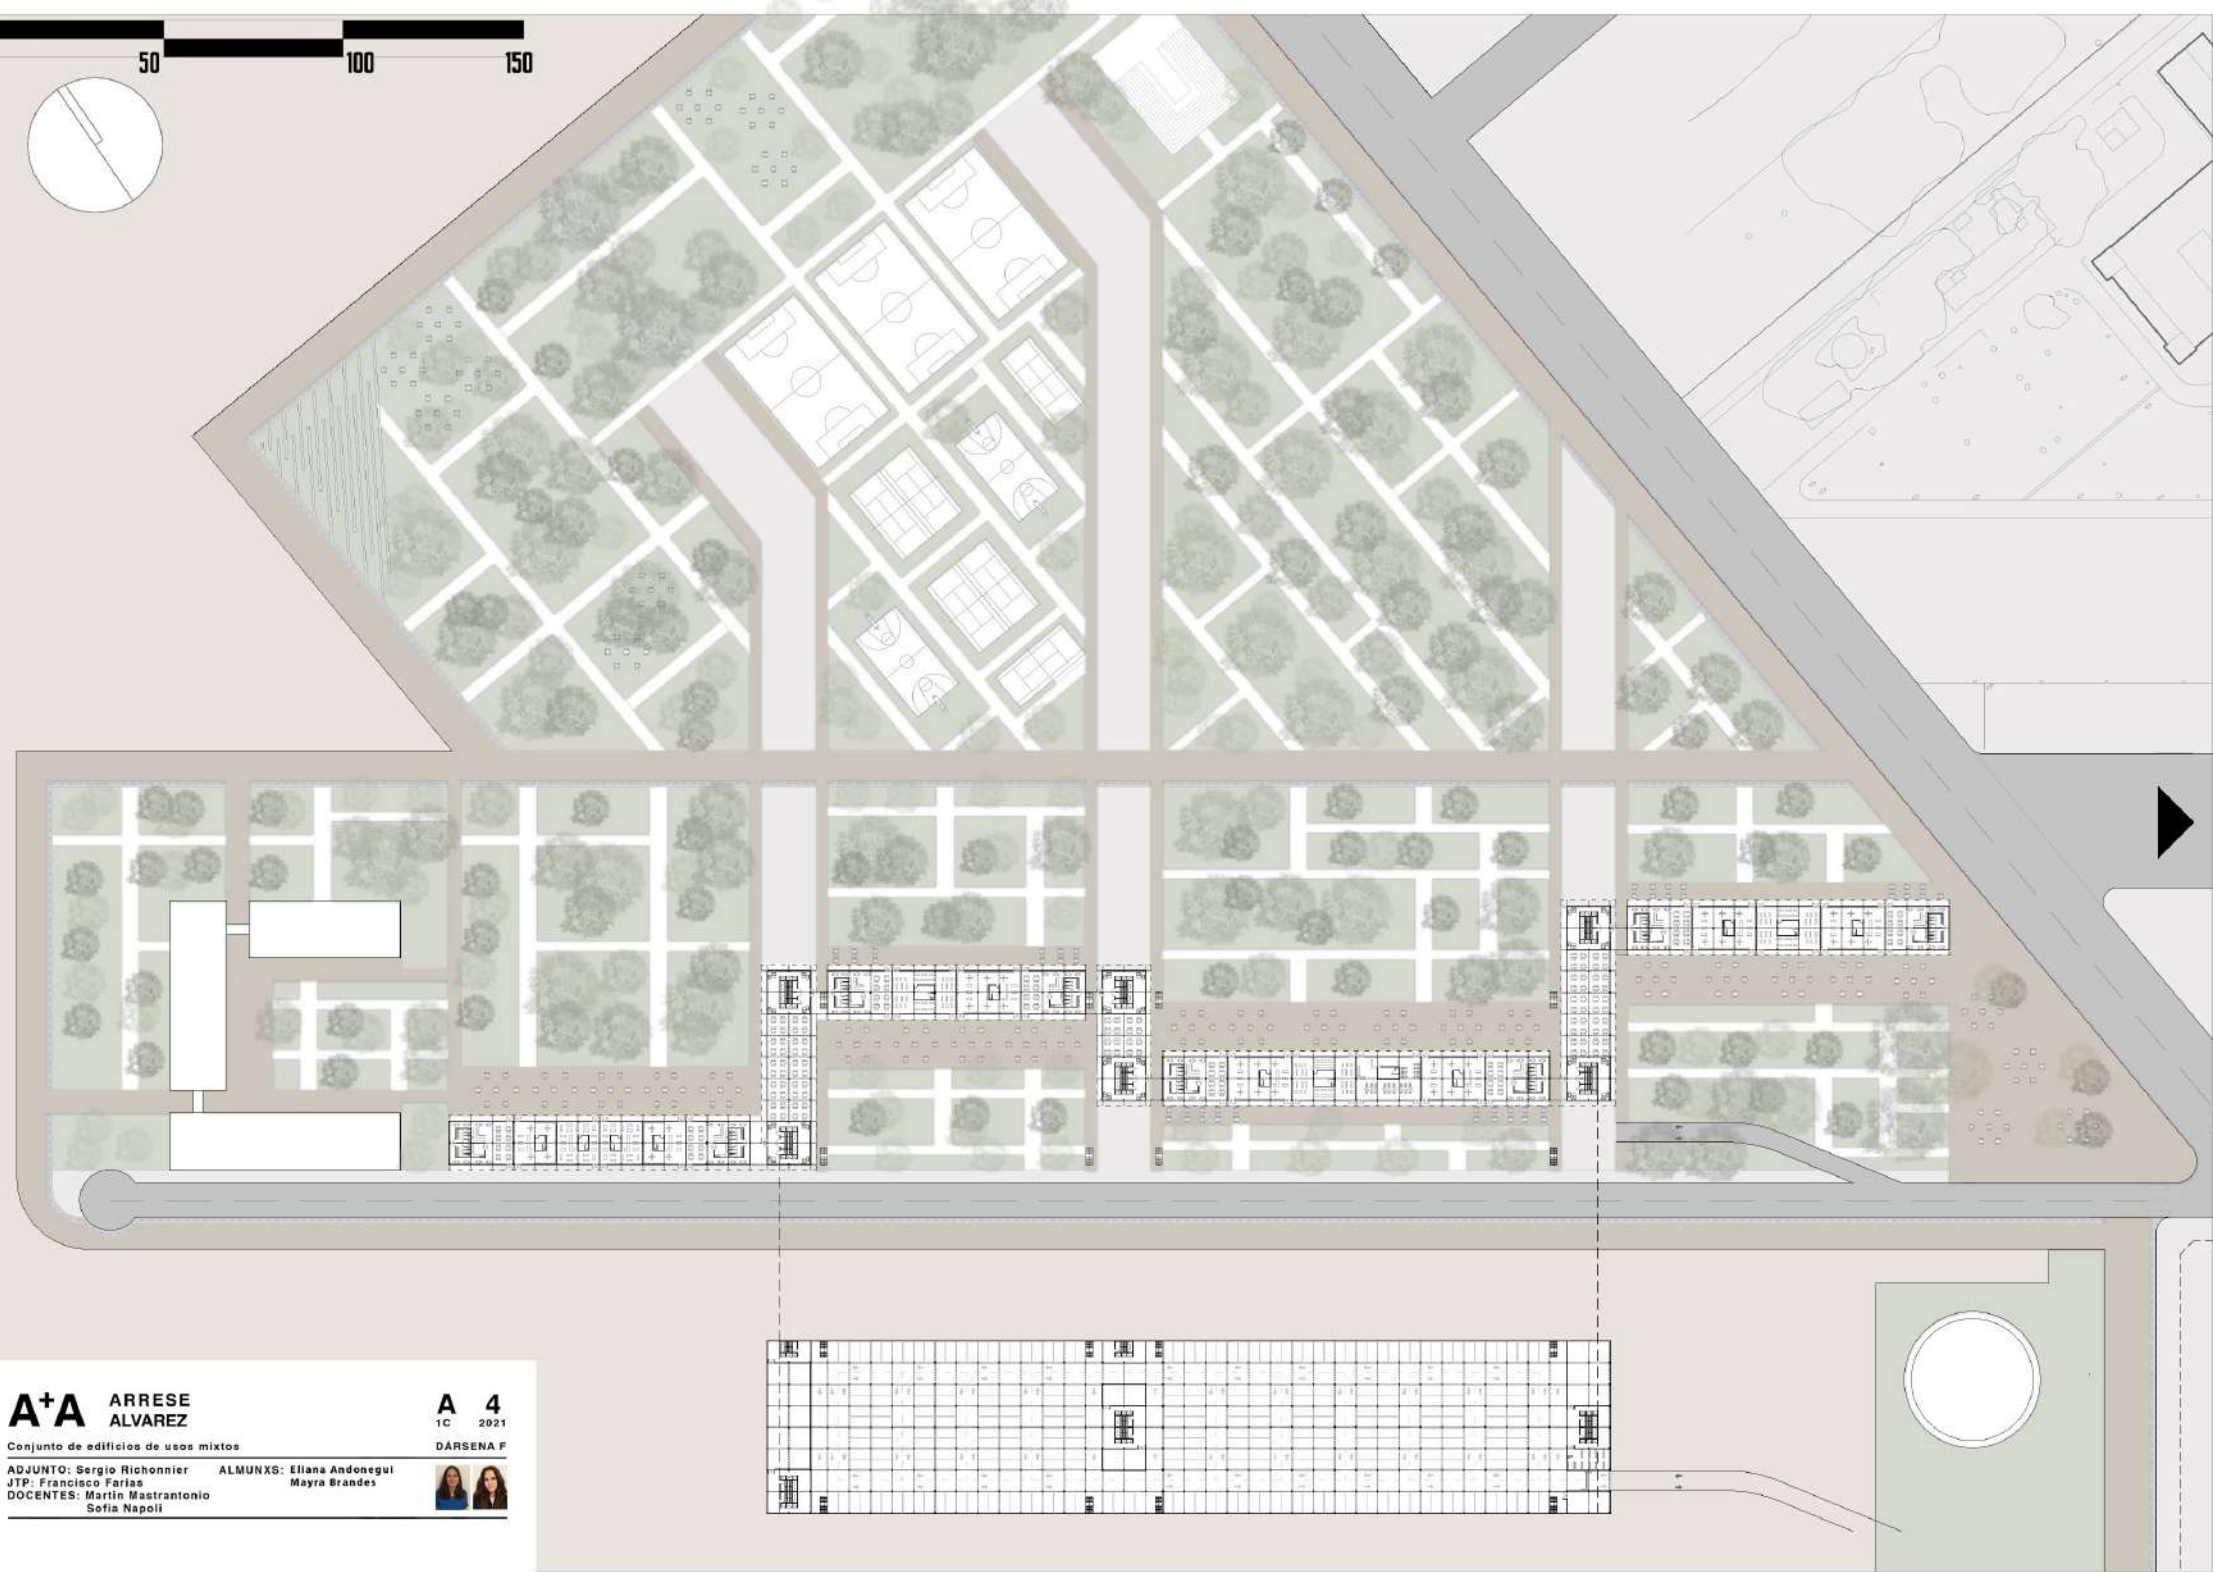 50 100 150
A+A ARRESE ALVAREZ
A 4
1C 2021
Conjunto de edificios de usos mixtos
DÁRSENA F
ADJUNTO: Sergio Richonnier
JTP: Francisco Farias
DOCENTES: Martin Mastrantonio
Sofia Napoli
ALMUNXS: Eliana Andonegui
Mayra Brandes